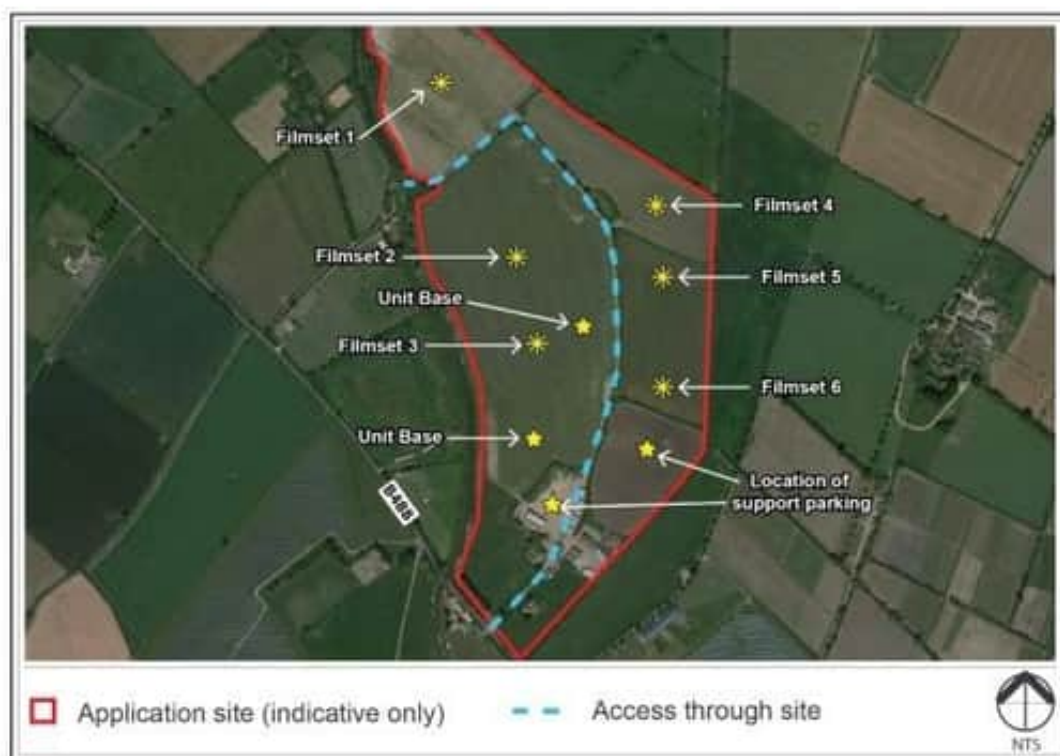 Filmset 1
Filmset 4
Filmset 2
Filmset 5
Unit Base
Filmset 3
Filmset 6
Unit Base
Location of
support parking
B488
Application site (indicative only)
Access through site
NTS